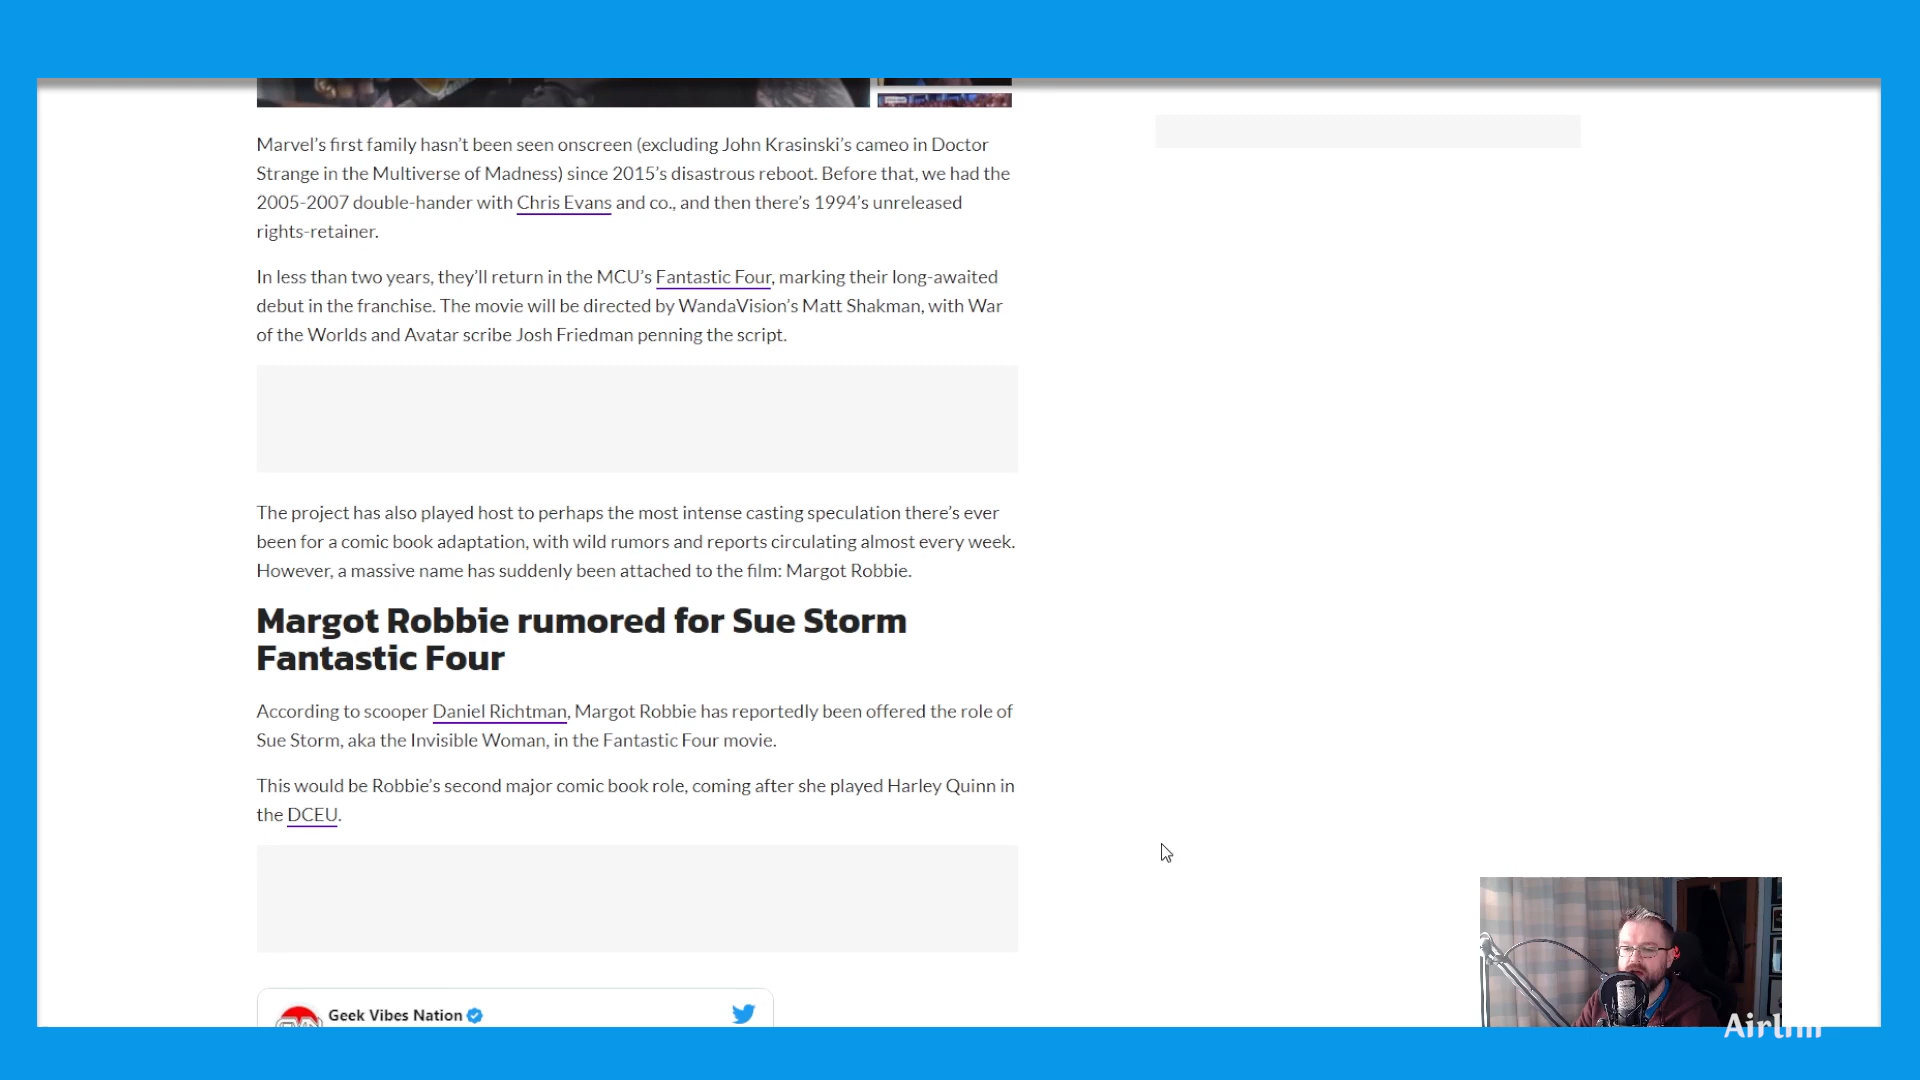 Marvel’s first family hasn’t been seen onscreen (excluding John Krasinski’s cameo in Doctor
Strange in the Multiverse of Madness) since 2015’s disastrous reboot. Before that, we had the
2005-2007 double-hander with Chris Evans and co., and then there’s 1994’s unreleased
rights-retainer.
In less than two years, they’ll return in the MCU’s Fantastic Four, marking their long-awaited
debut in the franchise. The movie will be directed by WandaVision’s Matt Shakman, with War
of the Worlds and Avatar scribe Josh Friedman penning the script.
The project has also played host to perhaps the most intense casting speculation there’s ever
been for a comic book adaptation, with wild rumors and reports circulating almost every week.
However, a massive name has suddenly been attached to the film: Margot Robbie.
Margot Robbie rumored for Sue Storm
Fantastic Four
According to scooper Daniel Richtman, Margot Robbie has reportedly been offered the role of
Sue Storm, aka the Invisible Woman, in the Fantastic Four movie.
This would be Robbie’s second major comic book role, coming after she played Harley Quinn in
the DCEU.
Geek Vibes Nation